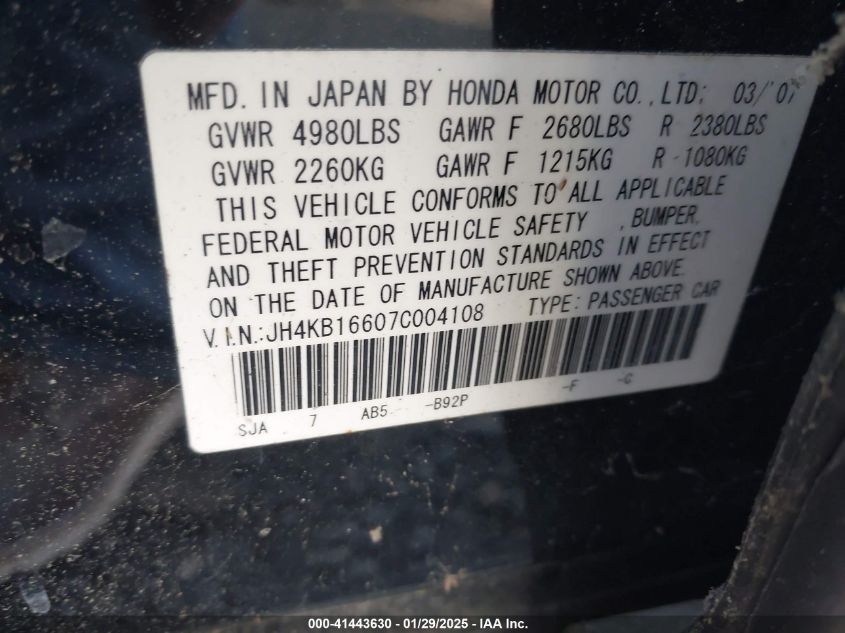 MFD. IN JAPAN BY HONDA MOTOR CO.,LTD. 03/'07
GVWR 4980LBS GAWR F 2680LBS R 2380LBS
GVWR 2260KG GAWR F 1215KG R 1080KG
THIS VEHICLE CONFORMS TO ALL APPLICABLE
FEDERAL MOTOR VEHICLE SAFETY , BUMPER,
AND THEFT PREVENTION STANDARDS IN EFFECT
ON THE DATE OF MANUFACTURE SHOWN ABOVE.
V.I.N.:JH4KB16607C004108 TYPE: PASSENGER CAR
SJA 7 AB5 -B92P -F -C
000-41443630 - 01/29/2025 - IAA Inc.